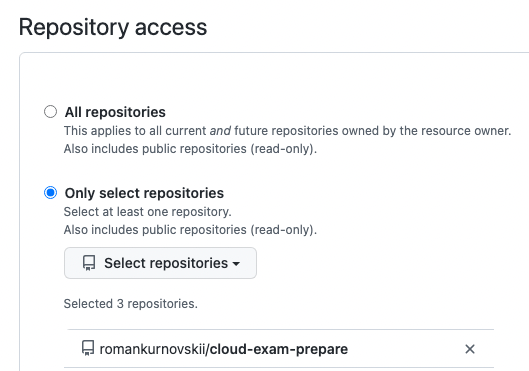 Repository access
All repositories
This applies to all current and future repositories owned by the resource owner.
Also includes public repositories (read-only).
Only select repositories
Select at least one repository.
Also includes public repositories (read-only).
Select repositories
Selected 3 repositories.
romankurnovskii/cloud-exam-prepare